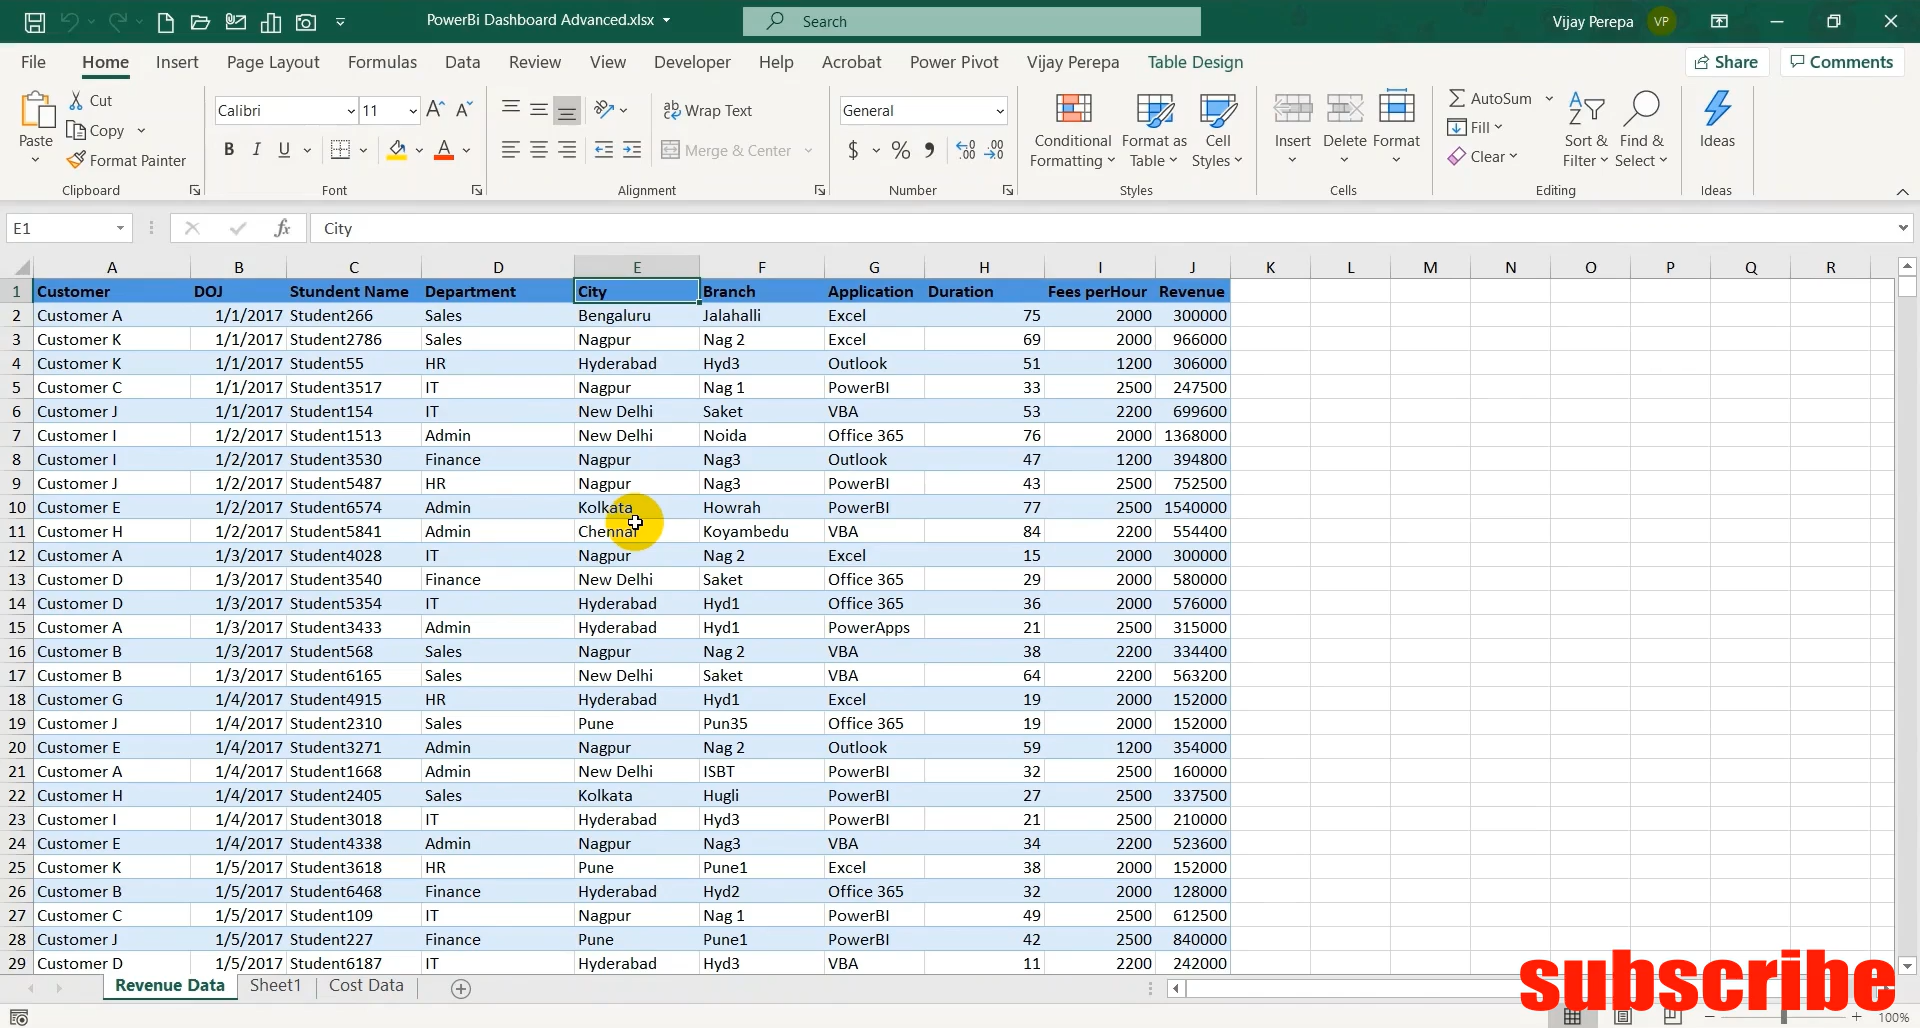 PowerBi Dashboard Advanced.xlsx
Search
Vijay Perepa VP
File Home Insert Page Layout Formulas Data Review View Developer Help Acrobat Power Pivot Vijay Perepa Table Design Share Comments
Paste
Cut
Copy
Format Painter
Clipboard
Calibri 11
B I U
Font
Wrap Text
Merge & Center
Alignment
General
$ % ,
Number
Conditional Formatting
Format as Table
Cell Styles
Styles
Insert Delete Format
Cells
AutoSum
Fill
Clear
Sort & Filter
Find & Select
Editing
Ideas
Ideas
E1 fx City
A B C D E F G H I J K L M N O P Q R
1 Customer DOJ Stundent Name Department City Branch Application Duration Fees perHour Revenue
2 Customer A 1/1/2017 Student266 Sales Bengaluru Jalahalli Excel 75 2000 300000
3 Customer K 1/1/2017 Student2786 Sales Nagpur Nag 2 Excel 69 2000 966000
4 Customer K 1/1/2017 Student55 HR Hyderabad Hyd3 Outlook 51 1200 306000
5 Customer C 1/1/2017 Student3517 IT Nagpur Nag 1 PowerBI 33 2500 247500
6 Customer J 1/1/2017 Student154 IT New Delhi Saket VBA 53 2200 699600
7 Customer I 1/2/2017 Student1513 Admin New Delhi Noida Office 365 76 2000 1368000
8 Customer I 1/2/2017 Student3530 Finance Nagpur Nag3 Outlook 47 1200 394800
9 Customer J 1/2/2017 Student5487 HR Nagpur Nag3 PowerBI 43 2500 752500
10 Customer E 1/2/2017 Student6574 Admin Kolkata Howrah PowerBI 77 2500 1540000
11 Customer H 1/2/2017 Student5841 Admin Chennai Koyambedu VBA 84 2200 554400
12 Customer A 1/3/2017 Student4028 IT Nagpur Nag 2 Excel 15 2000 300000
13 Customer D 1/3/2017 Student3540 Finance New Delhi Saket Office 365 29 2000 580000
14 Customer D 1/3/2017 Student5354 IT Hyderabad Hyd1 Office 365 36 2000 576000
15 Customer A 1/3/2017 Student3433 Admin Hyderabad Hyd1 PowerApps 21 2500 315000
16 Customer B 1/3/2017 Student568 Sales Nagpur Nag 2 VBA 38 2200 334400
17 Customer B 1/3/2017 Student6165 Sales New Delhi Saket VBA 64 2200 563200
18 Customer G 1/4/2017 Student4915 HR Hyderabad Hyd1 Excel 19 2000 152000
19 Customer J 1/4/2017 Student2310 Sales Pune Pun35 Office 365 19 2000 152000
20 Customer E 1/4/2017 Student3271 Admin Nagpur Nag 2 Outlook 59 1200 354000
21 Customer A 1/4/2017 Student1668 Admin New Delhi ISBT PowerBI 32 2500 160000
22 Customer H 1/4/2017 Student2405 Sales Kolkata Hugli PowerBI 27 2500 337500
23 Customer I 1/4/2017 Student3018 IT Hyderabad Hyd3 PowerBI 21 2500 210000
24 Customer E 1/4/2017 Student4338 Admin Nagpur Nag3 VBA 34 2200 523600
25 Customer K 1/5/2017 Student3618 HR Pune Pune1 Excel 38 2000 152000
26 Customer B 1/5/2017 Student6468 Finance Hyderabad Hyd2 Office 365 32 2000 128000
27 Customer C 1/5/2017 Student109 IT Nagpur Nag 1 PowerBI 49 2500 612500
28 Customer J 1/5/2017 Student227 Finance Pune Pune1 PowerBI 42 2500 840000
29 Customer D 1/5/2017 Student6187 IT Hyderabad Hyd3 VBA 11 2200 242000
Revenue Data Sheet1 Cost Data
subscribe
100%